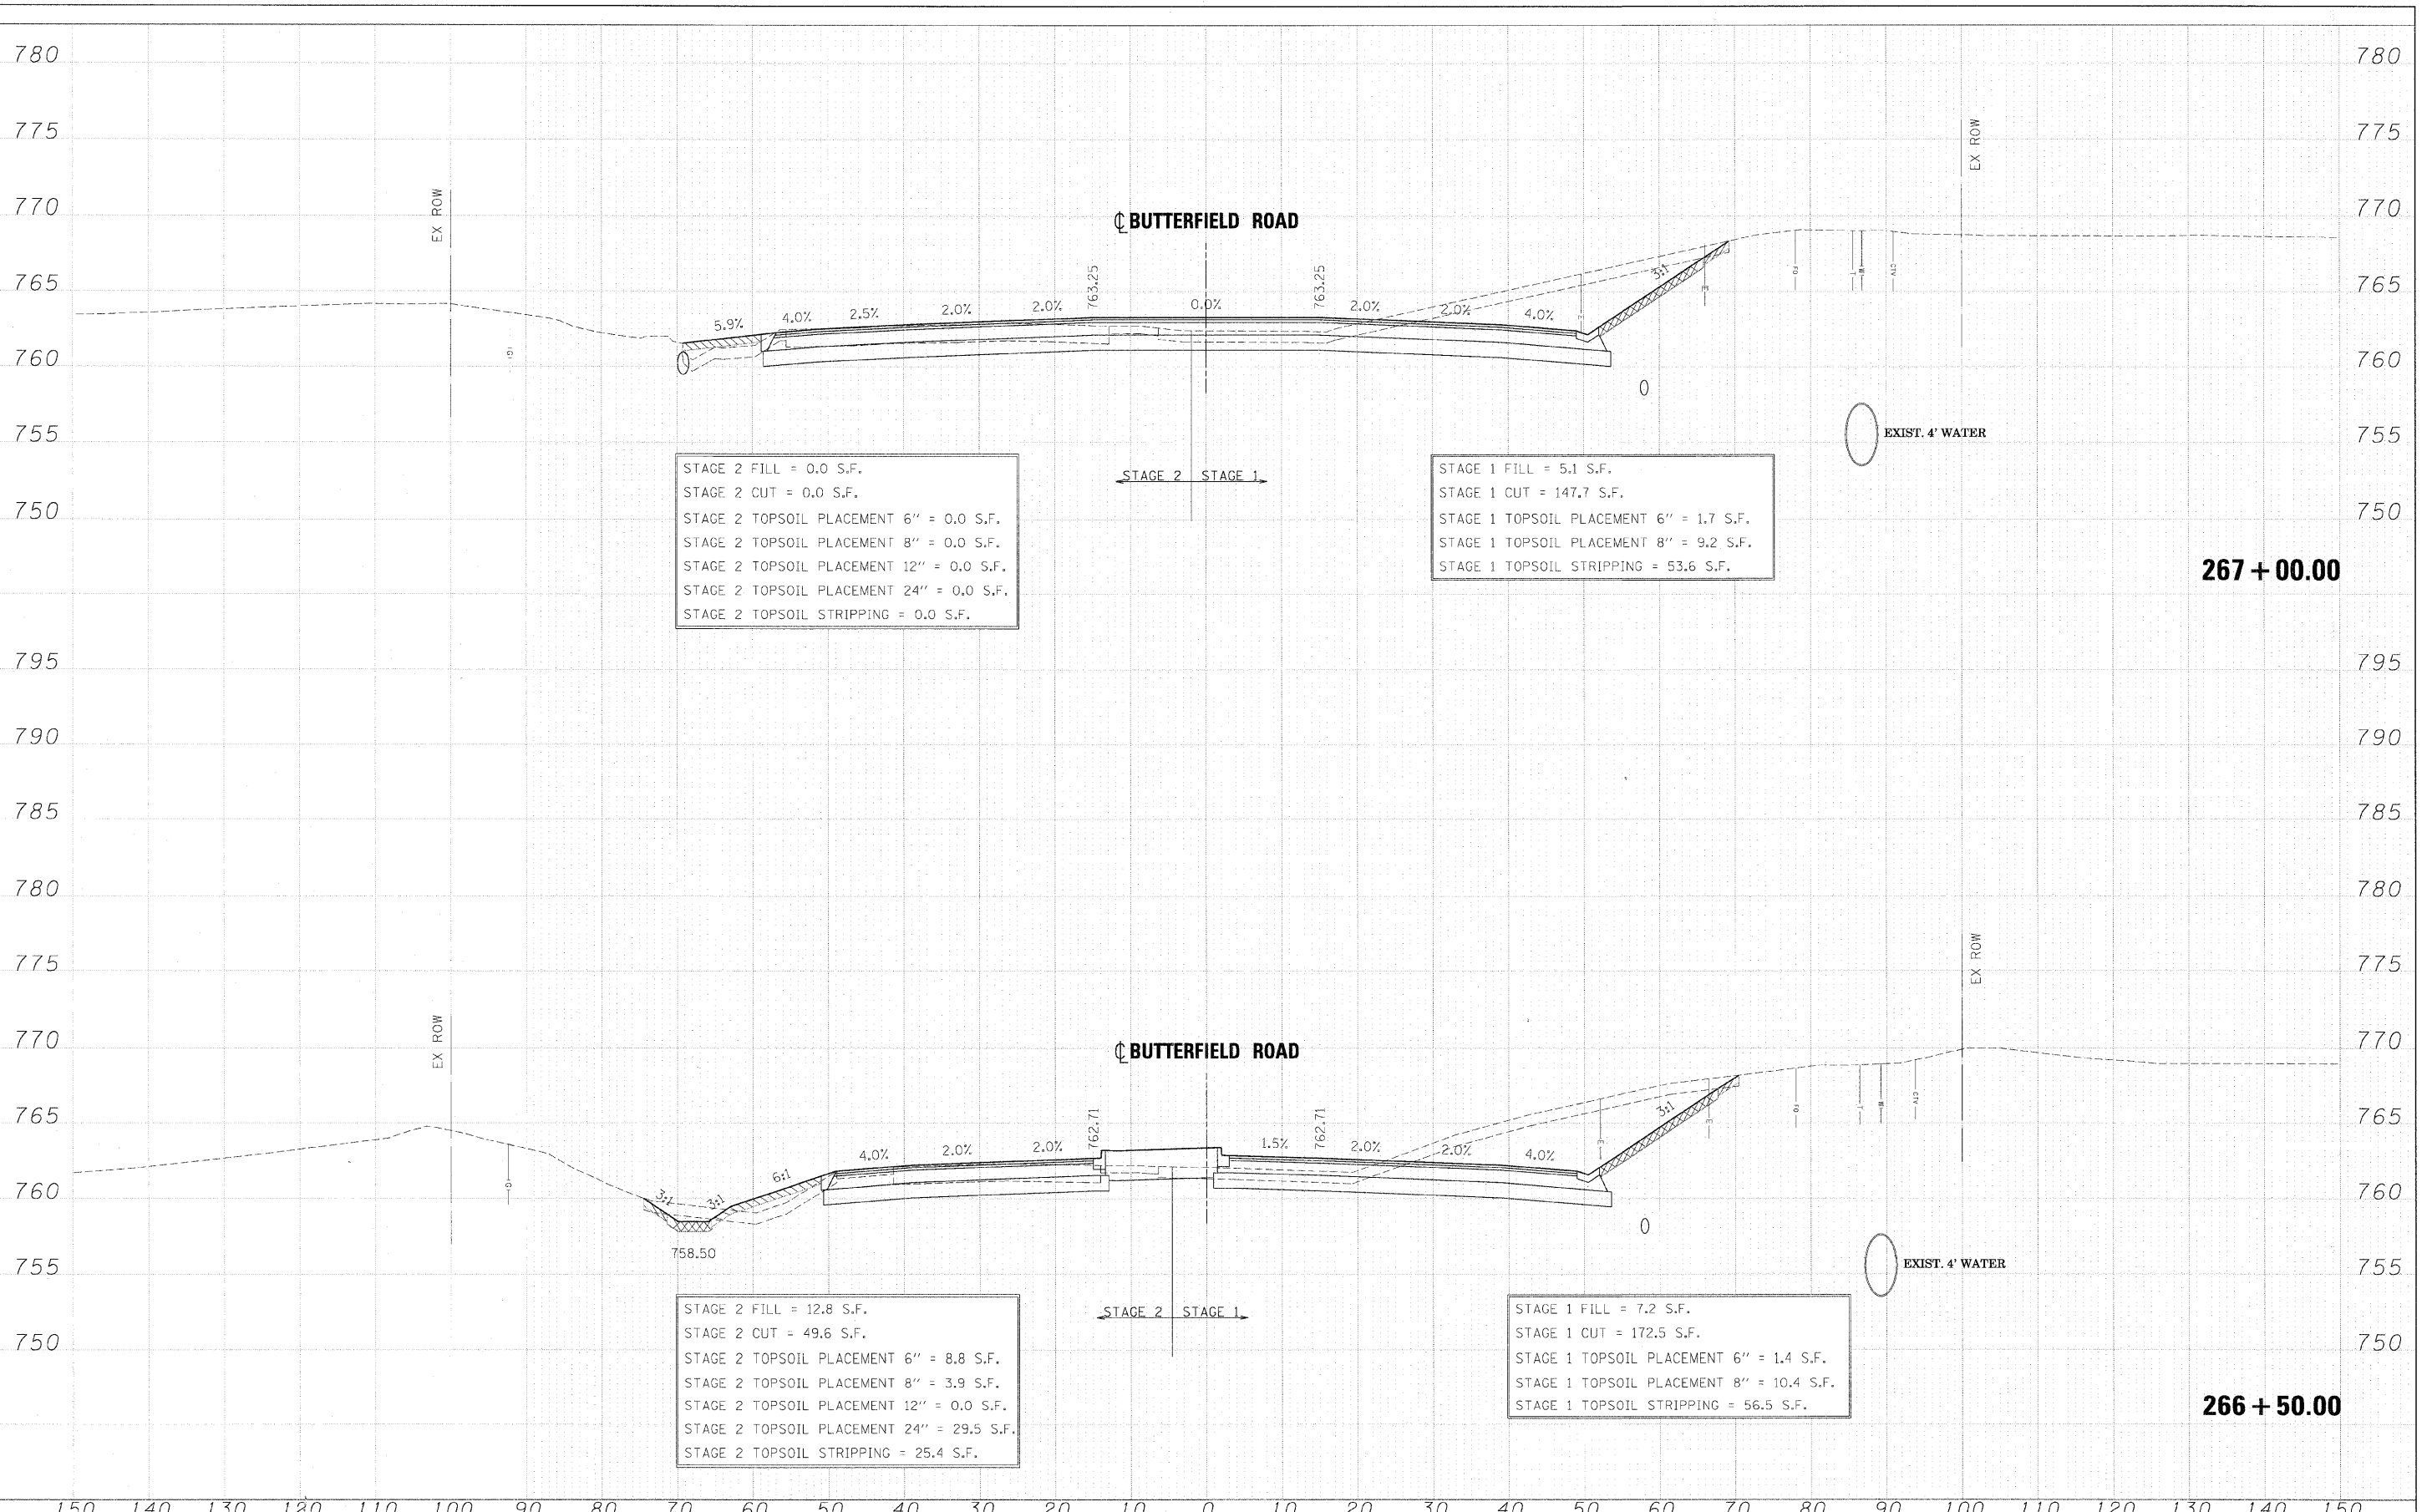 780 780
775 775
EX ROW
770 770
EX ROW
℄ BUTTERFIELD ROAD
765 765
763.25 763.25
5.9% 4.0% 2.5% 2.0% 2.0% 0.0% 2.0% 2.0% 4.0% 3:1
FO T W CTV
760 760
755 755
EXIST. 4' WATER
STAGE 2 STAGE 1
STAGE 2 FILL = 0.0 S.F.
STAGE 2 CUT = 0.0 S.F.
STAGE 2 TOPSOIL PLACEMENT 6" = 0.0 S.F.
STAGE 2 TOPSOIL PLACEMENT 8" = 0.0 S.F.
STAGE 2 TOPSOIL PLACEMENT 12" = 0.0 S.F.
STAGE 2 TOPSOIL PLACEMENT 24" = 0.0 S.F.
STAGE 2 TOPSOIL STRIPPING = 0.0 S.F.
STAGE 1 FILL = 5.1 S.F.
STAGE 1 CUT = 147.7 S.F.
STAGE 1 TOPSOIL PLACEMENT 6" = 1.7 S.F.
STAGE 1 TOPSOIL PLACEMENT 8" = 9.2 S.F.
STAGE 1 TOPSOIL STRIPPING = 53.6 S.F.
750 750
267+00.00
795 795
790 790
785 785
780 780
775 775
EX ROW
770 770
EX ROW
℄ BUTTERFIELD ROAD
765 765
762.71 762.71
3:1 3:1 6:1 4.0% 2.0% 2.0% 1.5% 2.0% 2.0% 4.0% 3:1
FO T W CTV
760 760
758.50
755 755
EXIST. 4' WATER
STAGE 2 STAGE 1
750 750
STAGE 2 FILL = 12.8 S.F.
STAGE 2 CUT = 49.6 S.F.
STAGE 2 TOPSOIL PLACEMENT 6" = 8.8 S.F.
STAGE 2 TOPSOIL PLACEMENT 8" = 3.9 S.F.
STAGE 2 TOPSOIL PLACEMENT 12" = 0.0 S.F.
STAGE 2 TOPSOIL PLACEMENT 24" = 29.5 S.F.
STAGE 2 TOPSOIL STRIPPING = 25.4 S.F.
STAGE 1 FILL = 7.2 S.F.
STAGE 1 CUT = 172.5 S.F.
STAGE 1 TOPSOIL PLACEMENT 6" = 1.4 S.F.
STAGE 1 TOPSOIL PLACEMENT 8" = 10.4 S.F.
STAGE 1 TOPSOIL STRIPPING = 56.5 S.F.
266+50.00
150 140 130 120 110 100 90 80 70 60 50 40 30 20 10 0 10 20 30 40 50 60 70 80 90 100 110 120 130 140 150